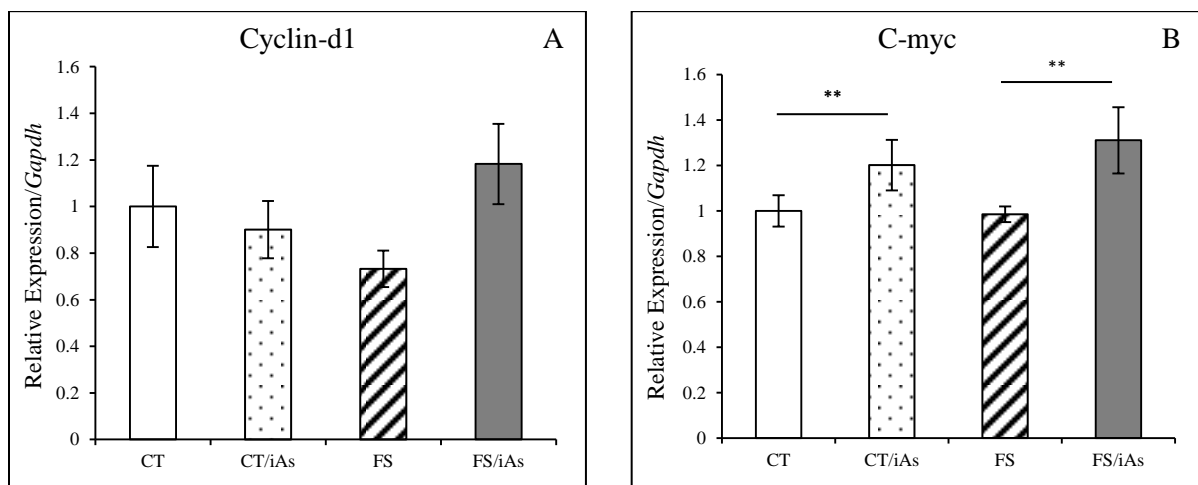 Cyclin-d1
A
Relative Expression/Gapdh
1.6
1.4
1.2
1
0.8
0.6
0.4
0.2
0
CT
CT/iAs
FS
FS/iAs
C-myc
B
Relative Expression/Gapdh
1.6
1.4
1.2
1
0.8
0.6
0.4
0.2
0
**
**
CT
CT/iAs
FS
FS/iAs